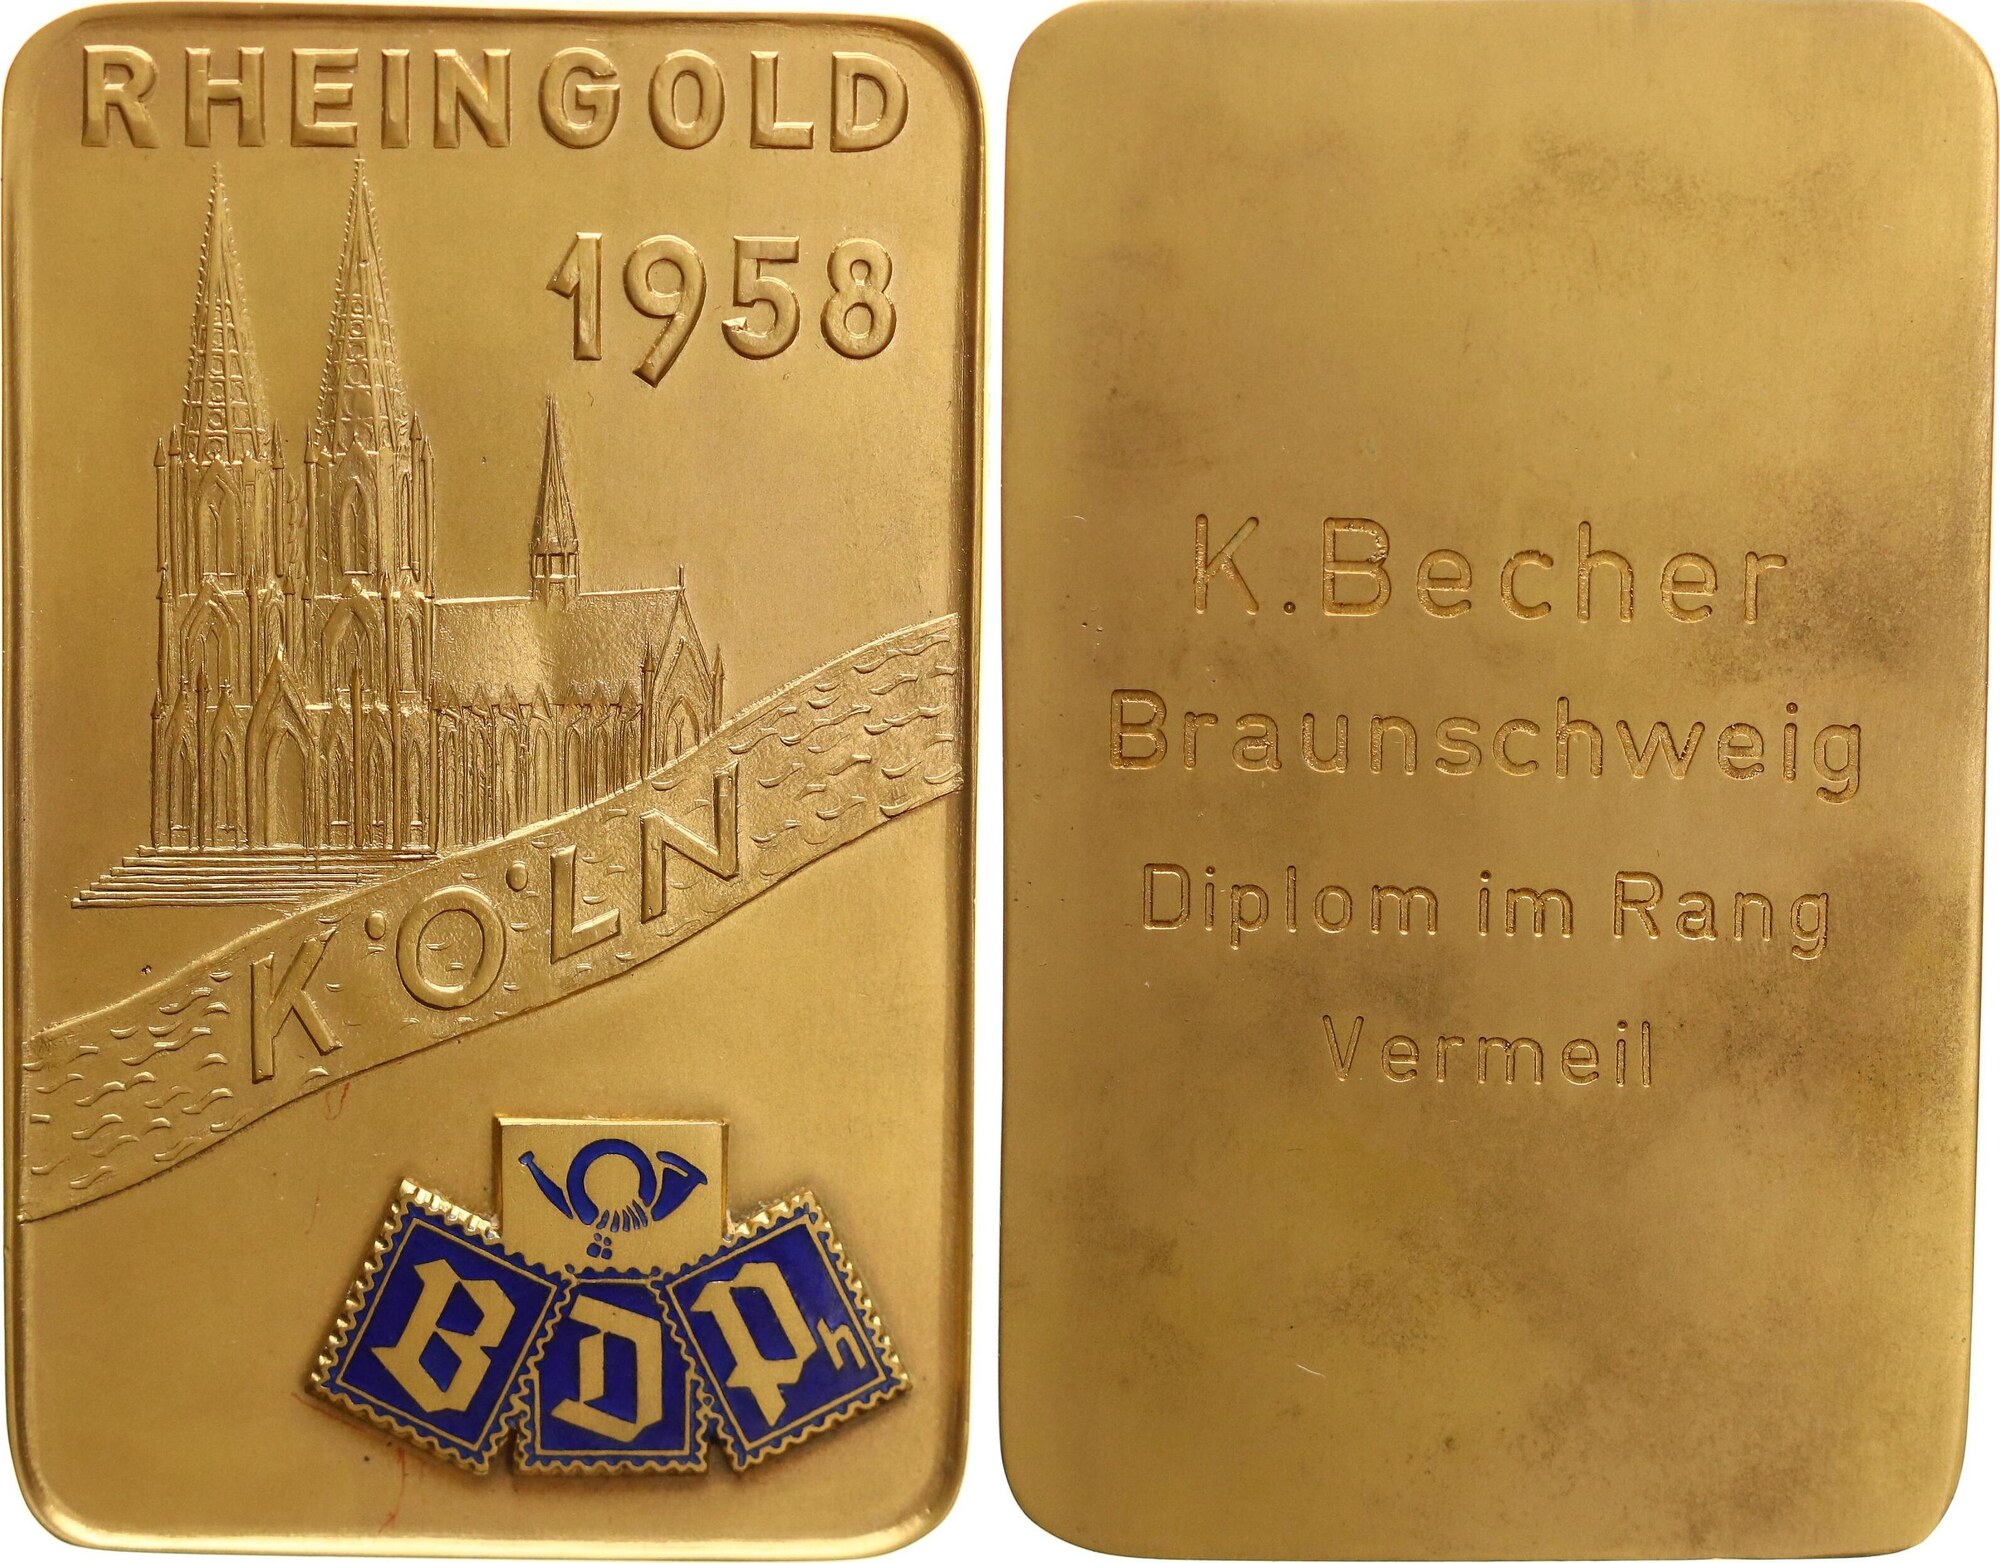 RHEINGOLD
1958
KÖLN
BDPh
K. Becher
Braunschweig
Diplom im Rang
Vermeil